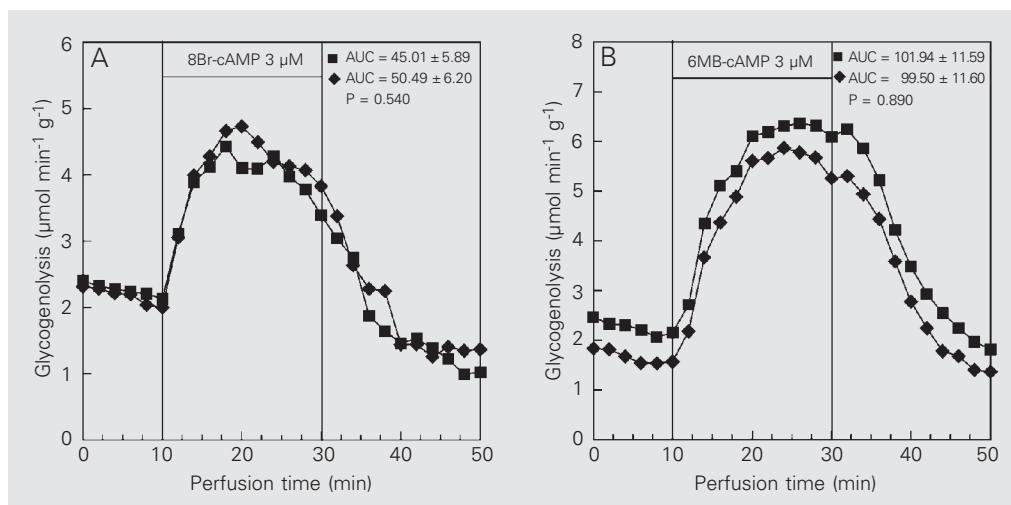 A
8Br-cAMP 3 µM
AUC = 45.01 ± 5.89
AUC = 50.49 ± 6.20
P = 0.540
Glycogenolysis (µmol min⁻¹ g⁻¹)
6
5
4
3
2
1
0
0 10 20 30 40 50
Perfusion time (min)
B
6MB-cAMP 3 µM
AUC = 101.94 ± 11.59
AUC = 99.50 ± 11.60
P = 0.890
Glycogenolysis (µmol min⁻¹ g⁻¹)
8
7
6
5
4
3
2
1
0
0 10 20 30 40 50
Perfusion time (min)